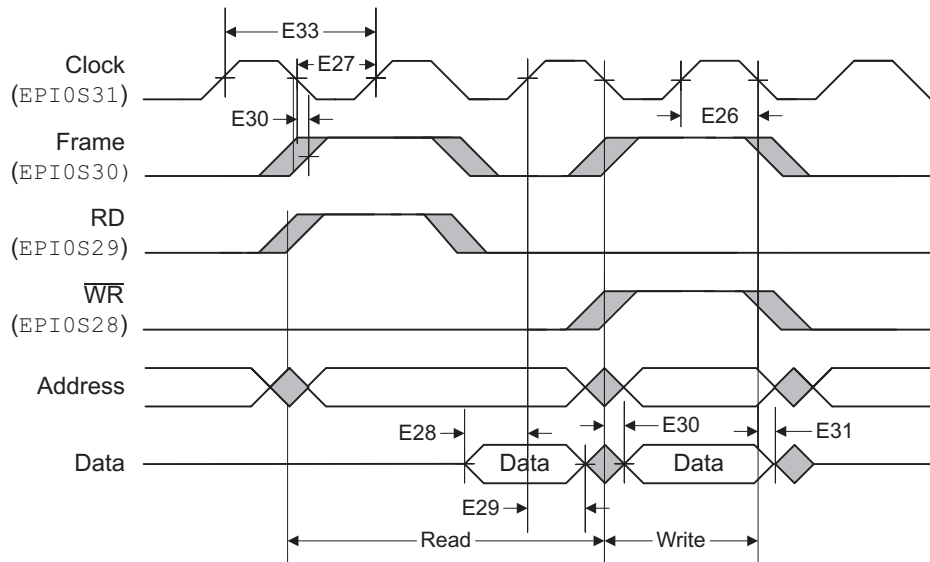 E33
Clock
E27
(EPI0S31)
E30
E26
Frame
(EPI0S30)
RD
(EPI0S29)
WR
(EPI0S28)
Address
E28
E30
E31
Data
Data
Data
E29
Read
Write